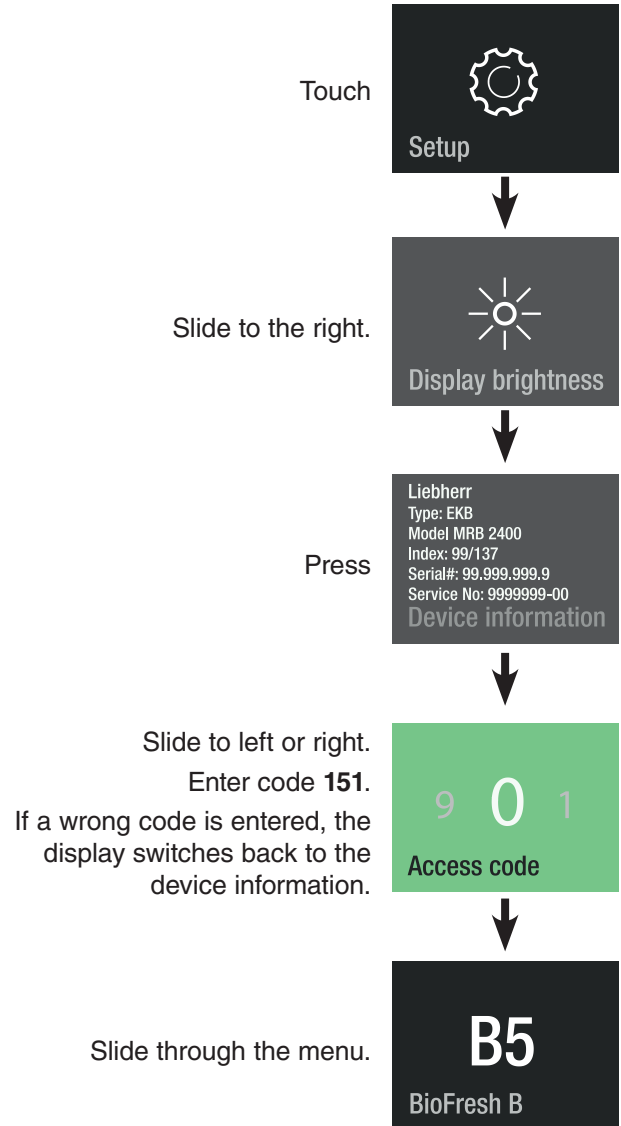 Touch
Setup
Slide to the right.
Display brightness
Press
Liebherr
Type: EKB
Model MRB 2400
Index: 99/137
Serial#: 99.999.999.9
Service No: 9999999-00
Device information
Slide to left or right.
Enter code 151.
If a wrong code is entered, the
display switches back to the
device information.
9 0 1
Access code
Slide through the menu.
B5
BioFresh B